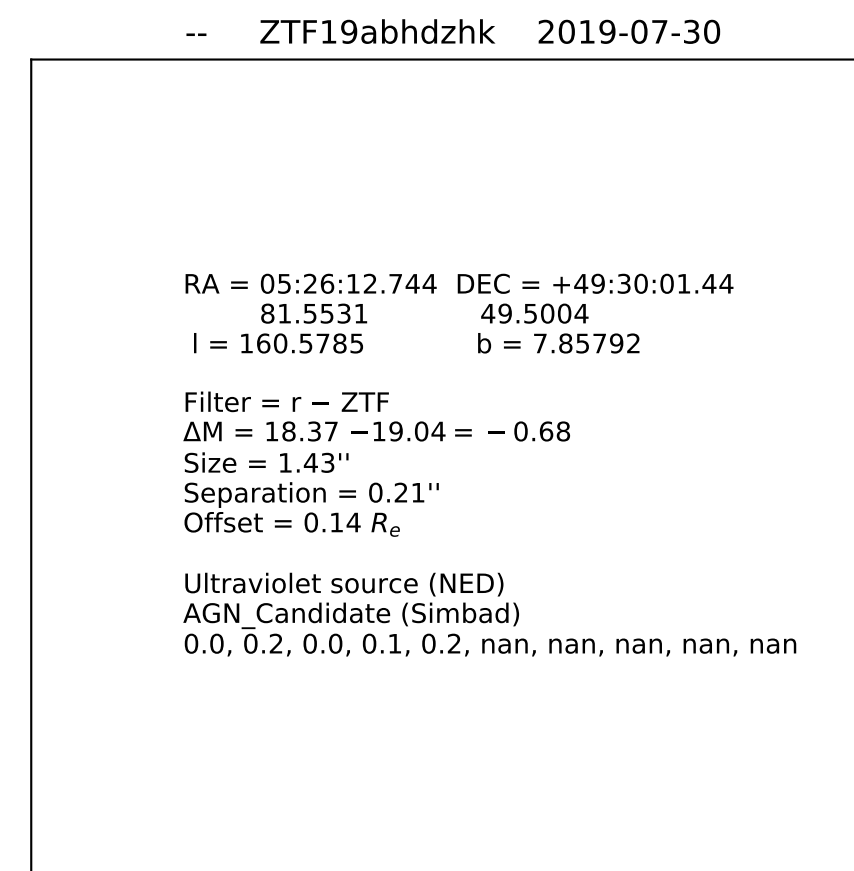 -- ZTF19abhdzhk 2019-07-30
RA = 05:26:12.744 DEC = +49:30:01.44
81.5531 49.5004
l = 160.5785 b = 7.85792
Filter = r − ZTF
ΔM = 18.37 −19.04 = − 0.68
Size = 1.43''
Separation = 0.21''
Offset = 0.14 Re
Ultraviolet source (NED)
AGN_Candidate (Simbad)
0.0, 0.2, 0.0, 0.1, 0.2, nan, nan, nan, nan, nan